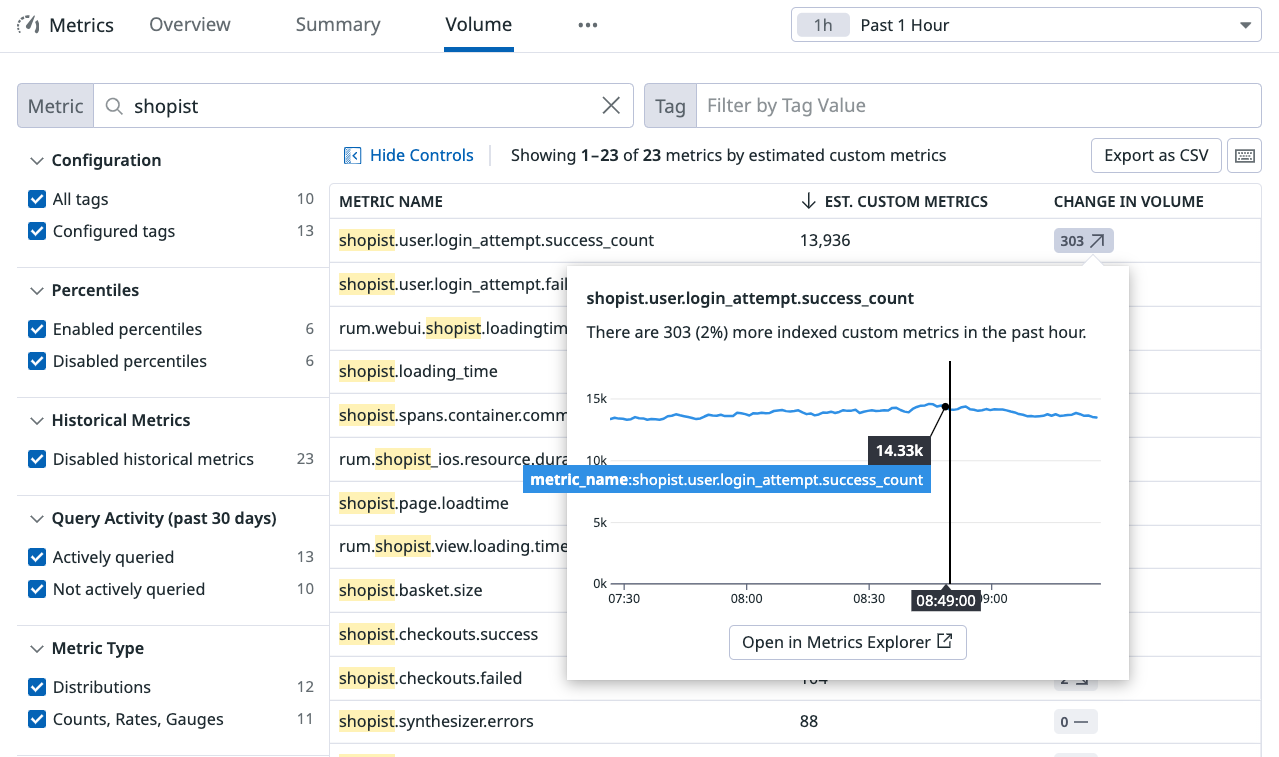 Metrics Overview Summary Volume ••• 1h Past 1 Hour
Metric shopist Tag Filter by Tag Value
Configuration
All tags 10
Configured tags 13
Percentiles
Enabled percentiles 6
Disabled percentiles 6
Historical Metrics
Disabled historical metrics 23
Query Activity (past 30 days)
Actively queried 13
Not actively queried 10
Metric Type
Distributions 12
Counts, Rates, Gauges 11
Hide Controls Showing 1–23 of 23 metrics by estimated custom metrics Export as CSV
METRIC NAME EST. CUSTOM METRICS CHANGE IN VOLUME
shopist.user.login_attempt.success_count 13,936 303
shopist.user.login_attempt.fail
rum.webui.shopist.loadingtim
shopist.loading_time
shopist.spans.container.comm
rum.shopist_ios.resource.dura
shopist.page.loadtime
rum.shopist.view.loading.time
shopist.basket.size
shopist.checkouts.success
shopist.checkouts.failed
shopist.synthesizer.errors 88 0
shopist.user.login_attempt.success_count
There are 303 (2%) more indexed custom metrics in the past hour.
15k
14.33k
10k
metric_name:shopist.user.login_attempt.success_count
5k
0k
07:30 08:00 08:30 08:49:00 09:00
Open in Metrics Explorer